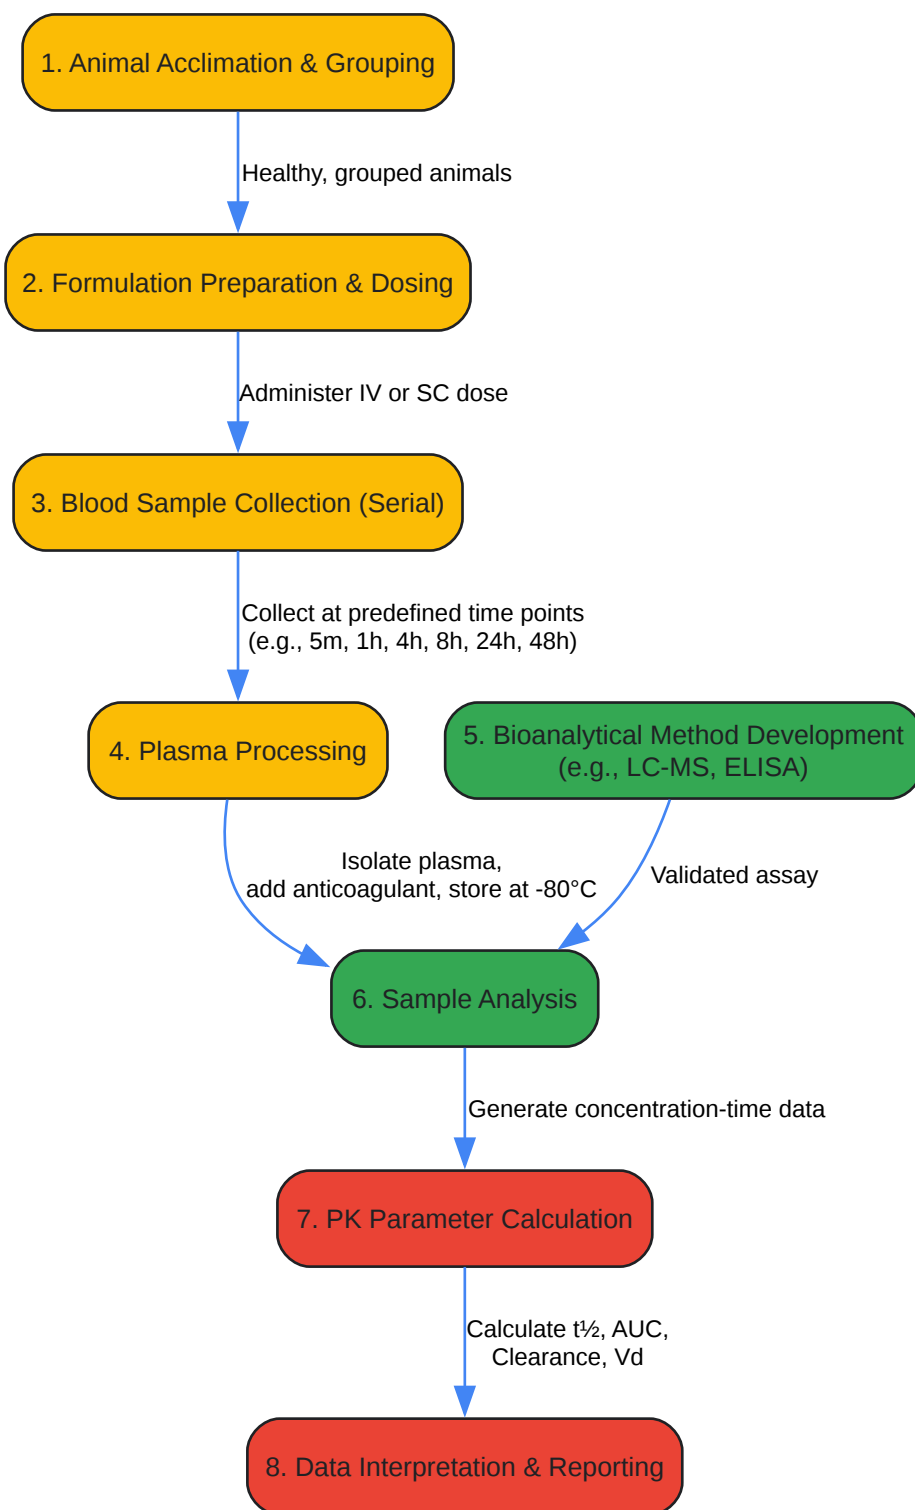 1. Animal Acclimation & Grouping
Healthy, grouped animals
2. Formulation Preparation & Dosing
Administer IV or SC dose
3. Blood Sample Collection (Serial)
Collect at predefined time points
(e.g., 5m, 1h, 4h, 8h, 24h, 48h)
4. Plasma Processing
5. Bioanalytical Method Development
(e.g., LC-MS, ELISA)
Isolate plasma,
add anticoagulant, store at -80°C
Validated assay
6. Sample Analysis
Generate concentration-time data
7. PK Parameter Calculation
Calculate t½, AUC,
Clearance, Vd
8. Data Interpretation & Reporting